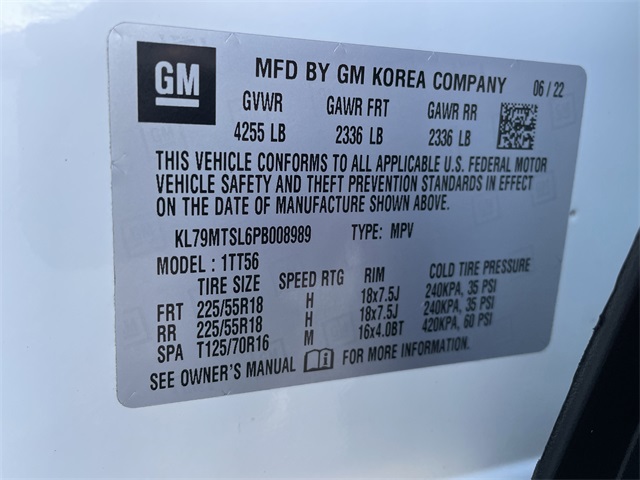 GM
MFD BY GM KOREA COMPANY 06 / 22
GVWR GAWR FRT GAWR RR
4255 LB 2336 LB 2336 LB
THIS VEHICLE CONFORMS TO ALL APPLICABLE U.S. FEDERAL MOTOR
VEHICLE SAFETY AND THEFT PREVENTION STANDARDS IN EFFECT
ON THE DATE OF MANUFACTURE SHOWN ABOVE.
KL79MTSL6PB008989 TYPE: MPV
MODEL : 1TT56
TIRE SIZE SPEED RTG RIM COLD TIRE PRESSURE
FRT 225/55R18 H 18x7.5J 240KPA, 35 PSI
RR 225/55R18 H 18x7.5J 240KPA, 35 PSI
SPA T125/70R16 M 16x4.0BT 420KPA, 60 PSI
SEE OWNER'S MANUAL FOR MORE INFORMATION.